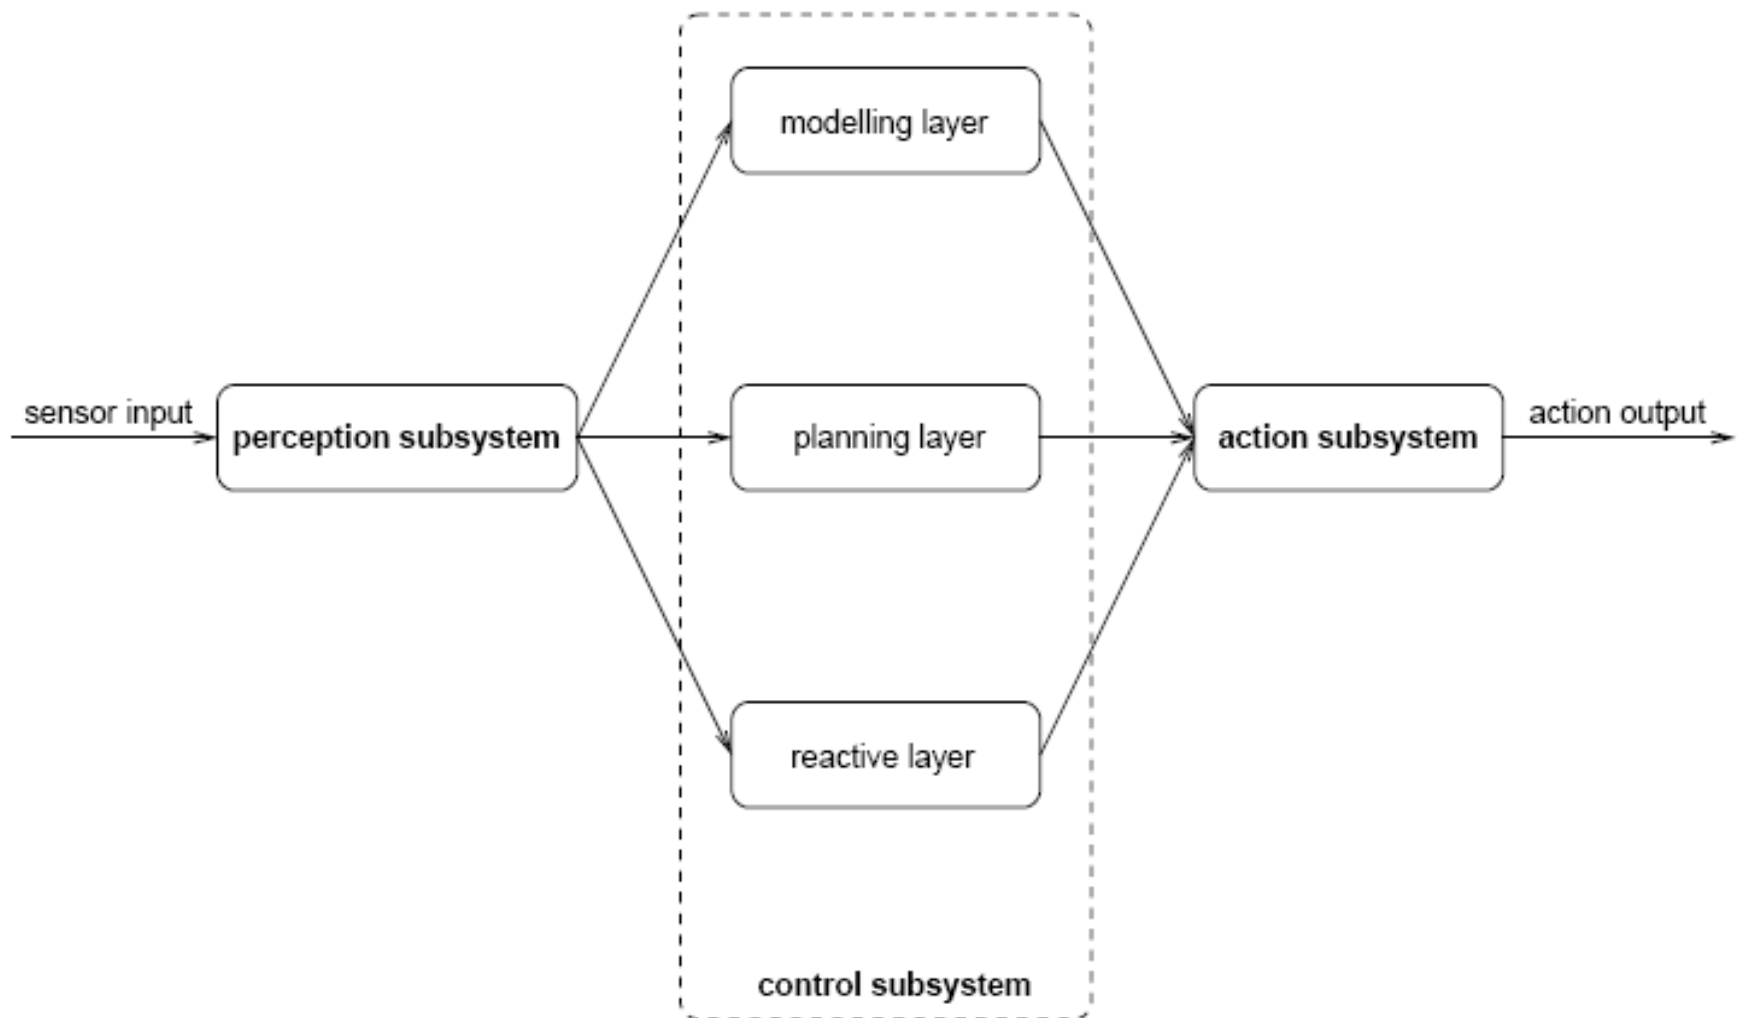 modelling layer
sensor input
perception subsystem
planning layer
action subsystem
action output
reactive layer
control subsystem